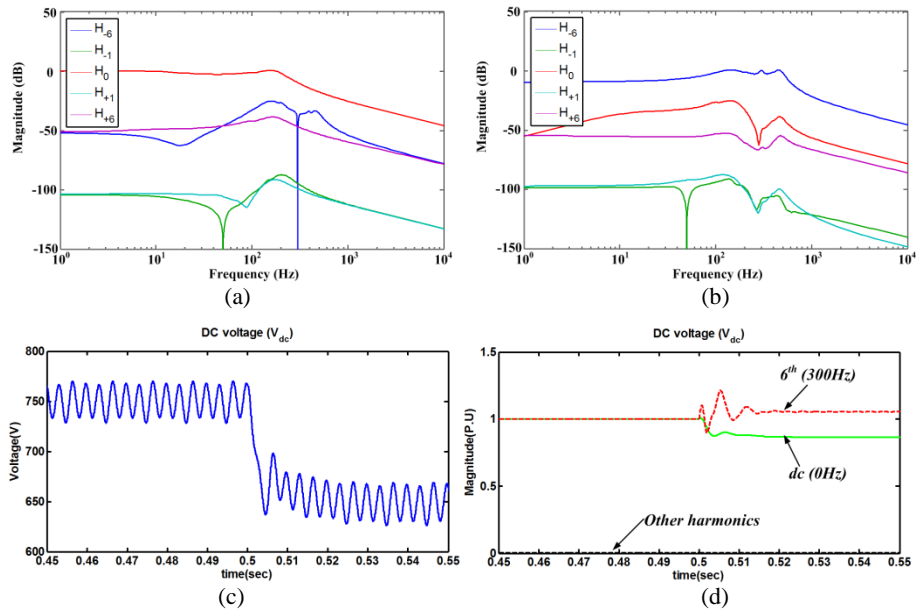 50
0
-50
-100
-150
Magnitude (dB)
H-6
H-1
H0
H+1
H+6
10^0
10^1
10^2
10^3
10^4
Frequency (Hz)
(a)
50
0
-50
-100
-150
Magnitude (dB)
H-6
H-1
H0
H+1
H+6
10^0
10^1
10^2
10^3
10^4
Frequency (Hz)
(b)
DC voltage (Vdc)
800
750
700
650
600
Voltage(V)
0.45 0.46 0.47 0.48 0.49 0.5 0.51 0.52 0.53 0.54 0.55
time(sec)
(c)
DC voltage (Vdc)
1.5
1
0.5
0
Magnitude(P.U)
6th (300Hz)
dc (0Hz)
Other harmonics
0.45 0.46 0.47 0.48 0.49 0.5 0.51 0.52 0.53 0.54 0.55
time(sec)
(d)